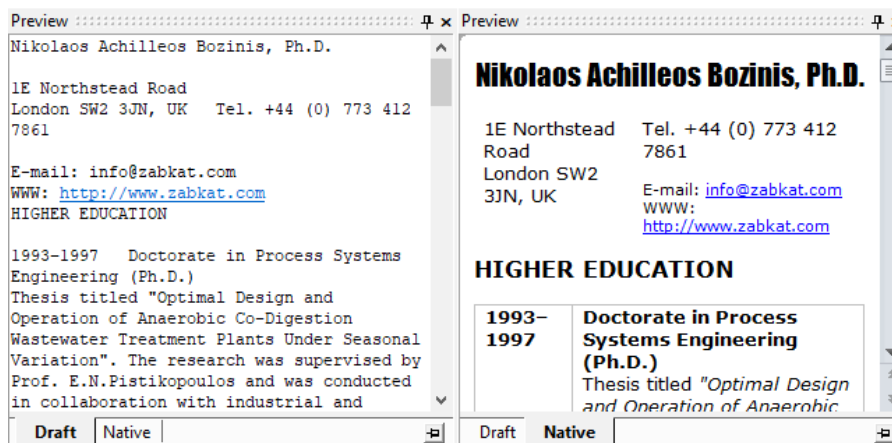 Preview
Nikolaos Achilleos Bozinis, Ph.D.
1E Northstead Road
London SW2 3JN, UK   Tel. +44 (0) 773 412
7861
E-mail: info@zabkat.com
WWW: http://www.zabkat.com
HIGHER EDUCATION
1993-1997   Doctorate in Process Systems
Engineering (Ph.D.)
Thesis titled "Optimal Design and
Operation of Anaerobic Co-Digestion
Wastewater Treatment Plants Under Seasonal
Variation". The research was supervised by
Prof. E.N.Pistikopoulos and was conducted
in collaboration with industrial and
Draft Native
Preview
Nikolaos Achilleos Bozinis, Ph.D.
1E Northstead
Road
London SW2
3JN, UK
Tel. +44 (0) 773 412
7861
E-mail: info@zabkat.com
WWW:
http://www.zabkat.com
HIGHER EDUCATION
1993–
1997
Doctorate in Process
Systems Engineering
(Ph.D.)
Thesis titled "Optimal Design
and Operation of Anaerobic
Draft Native